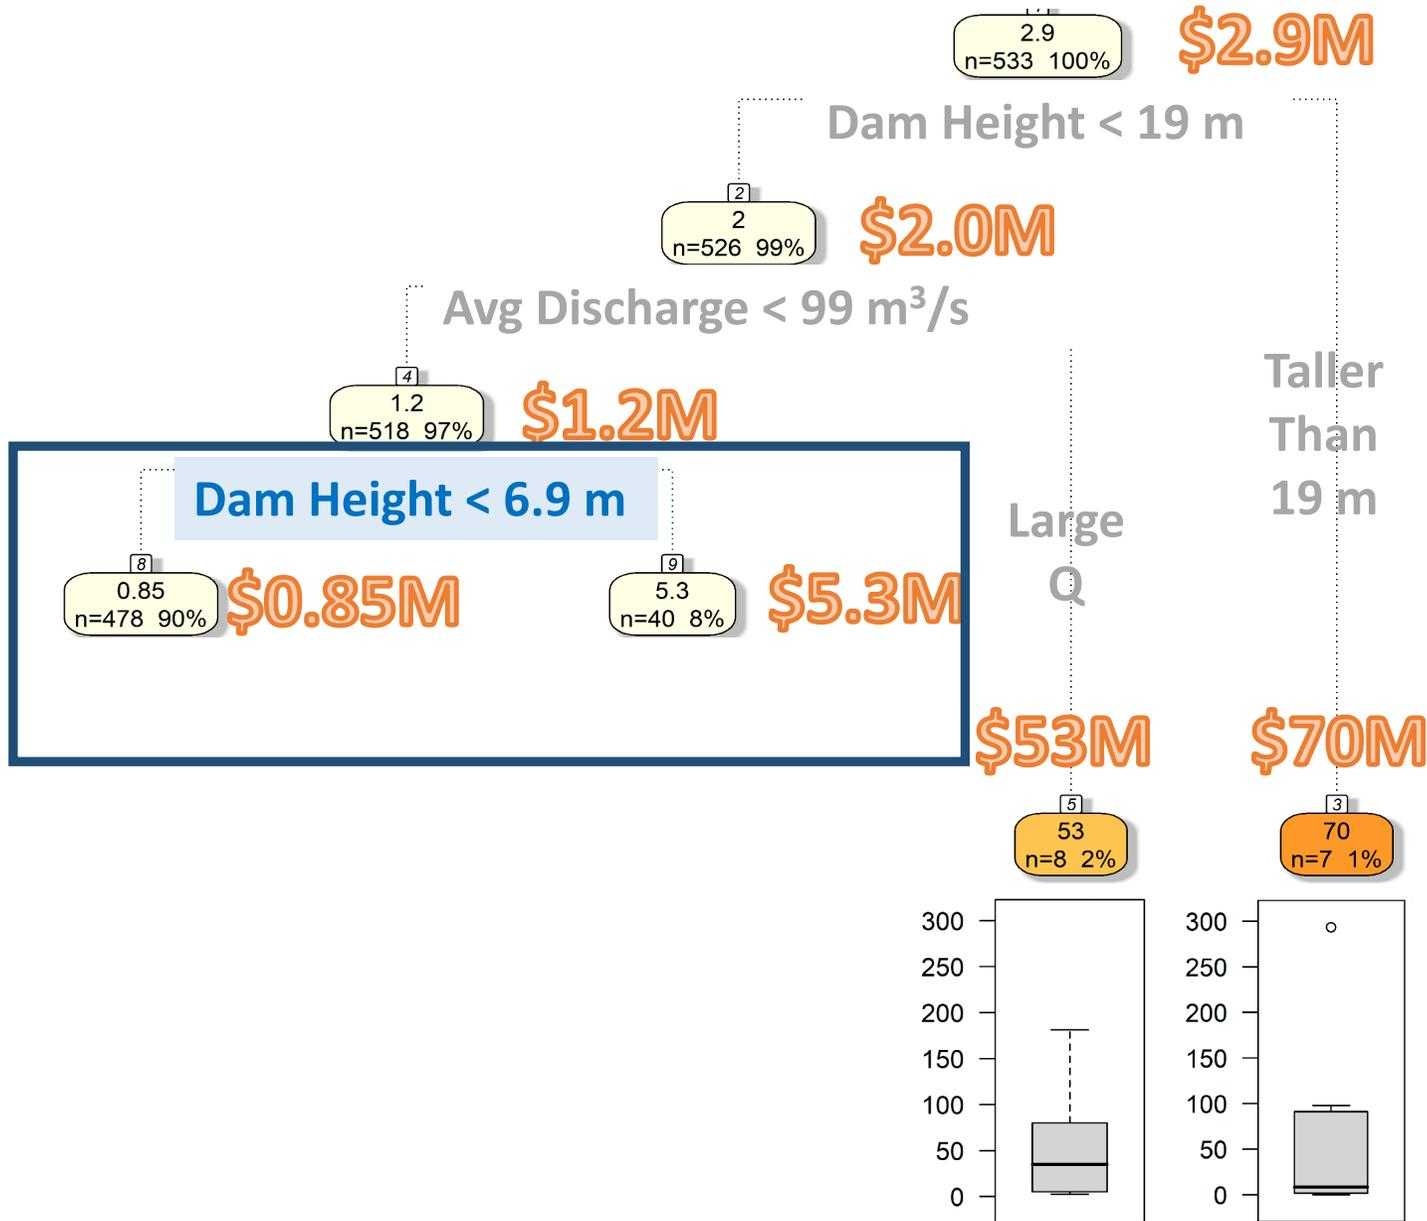 2.9
n=533 100%
$2.9M
Dam Height < 19 m
2
2
n=526 99%
$2.0M
Avg Discharge < 99 m³/s
4
1.2
n=518 97%
$1.2M
Taller
Than
19 m
Dam Height < 6.9 m
Large
Q
8
0.85
n=478 90%
$0.85M
9
5.3
n=40 8%
$5.3M
$53M
$70M
5
53
n=8 2%
3
70
n=7 1%
300
250
200
150
100
50
0
300
250
200
150
100
50
0